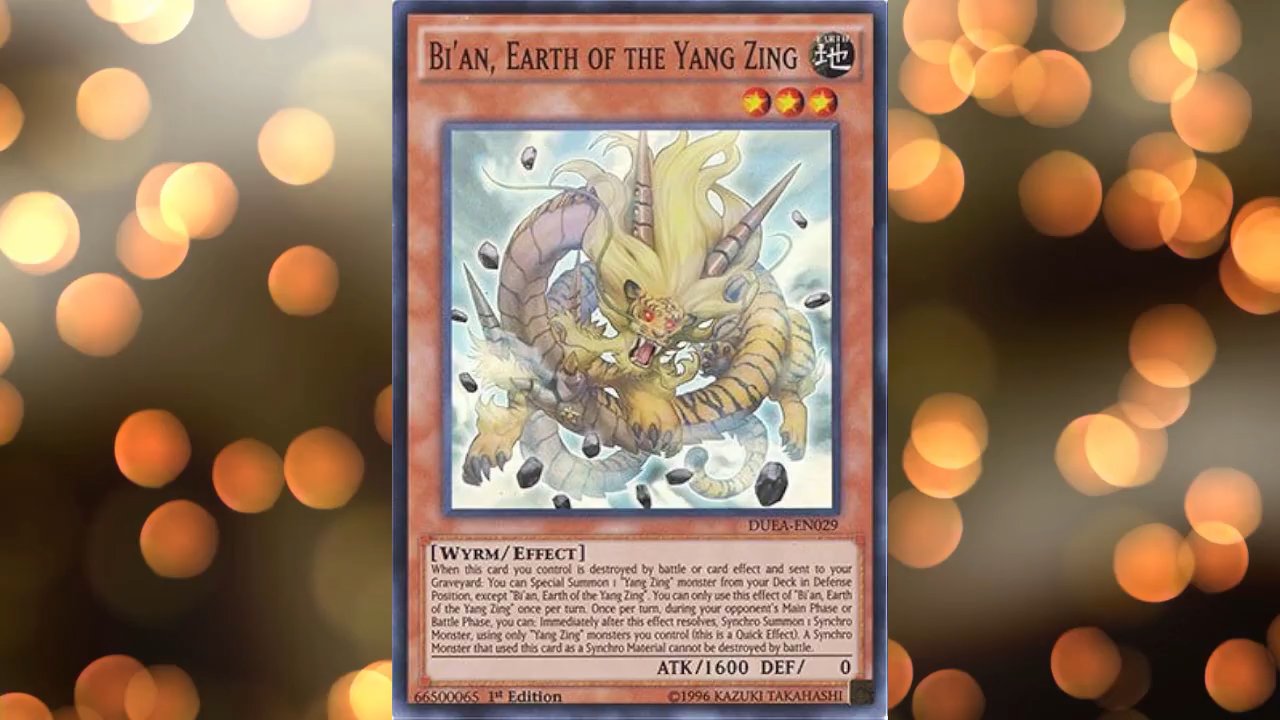 BI'AN, EARTH OF THE YANG ZING
EARTH
地
DUEA-EN029
[WYRM/EFFECT]
When this card you control is destroyed by battle or card effect and sent to your
Graveyard: You can Special Summon 1 "Yang Zing" monster from your Deck in Defense
Position, except "Bi'an, Earth of the Yang Zing". You can only use this effect of "Bi'an, Earth
of the Yang Zing" once per turn. Once per turn, during your opponent's Main Phase or
Battle Phase, you can: Immediately after this effect resolves, Synchro Summon 1 Synchro
Monster, using only "Yang Zing" monsters you control (this is a Quick Effect). A Synchro
Monster that used this card as a Synchro Material cannot be destroyed by battle.
ATK/1600 DEF/ 0
66500065 1st Edition ©1996 KAZUKI TAKAHASHI